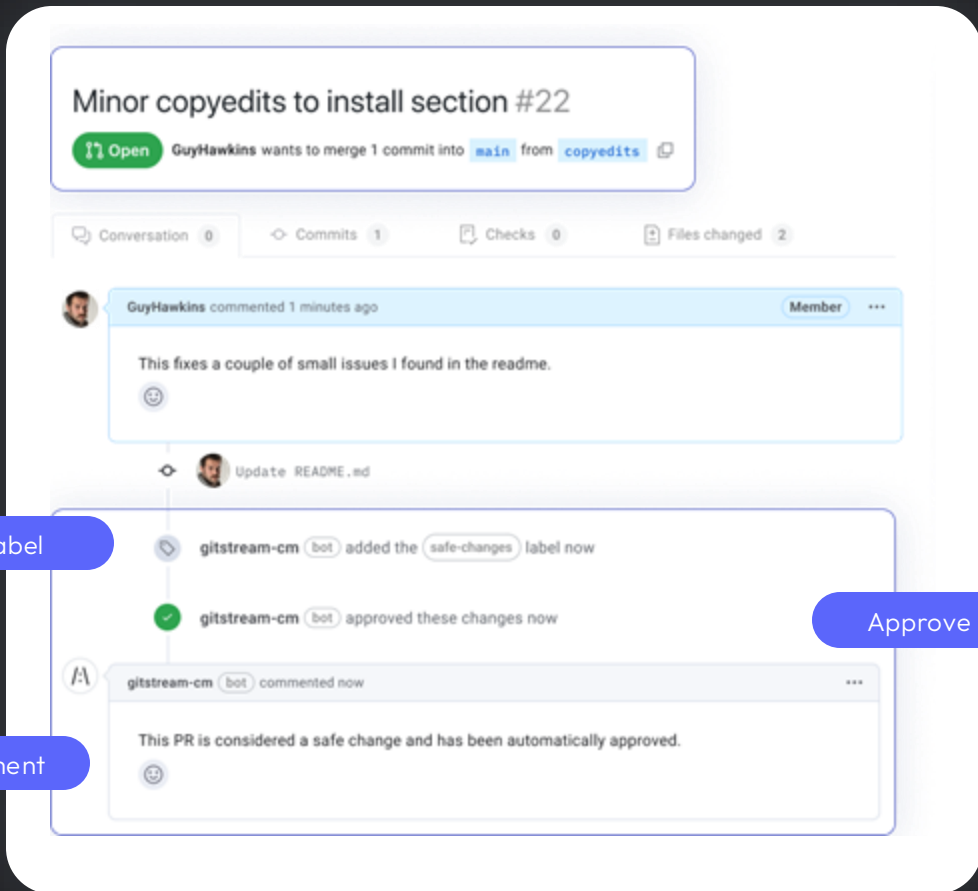 Minor copyedits to install section #22
Open GuyHawkins wants to merge 1 commit into main from copyedits
Conversation 0 Commits 1 Checks 0 Files changed 2
GuyHawkins commented 1 minutes ago Member
This fixes a couple of small issues I found in the readme.
Update README.md
abel
gitstream-cm bot added the safe-changes label now
gitstream-cm bot approved these changes now
Approve
gitstream-cm bot commented now
This PR is considered a safe change and has been automatically approved.
nent